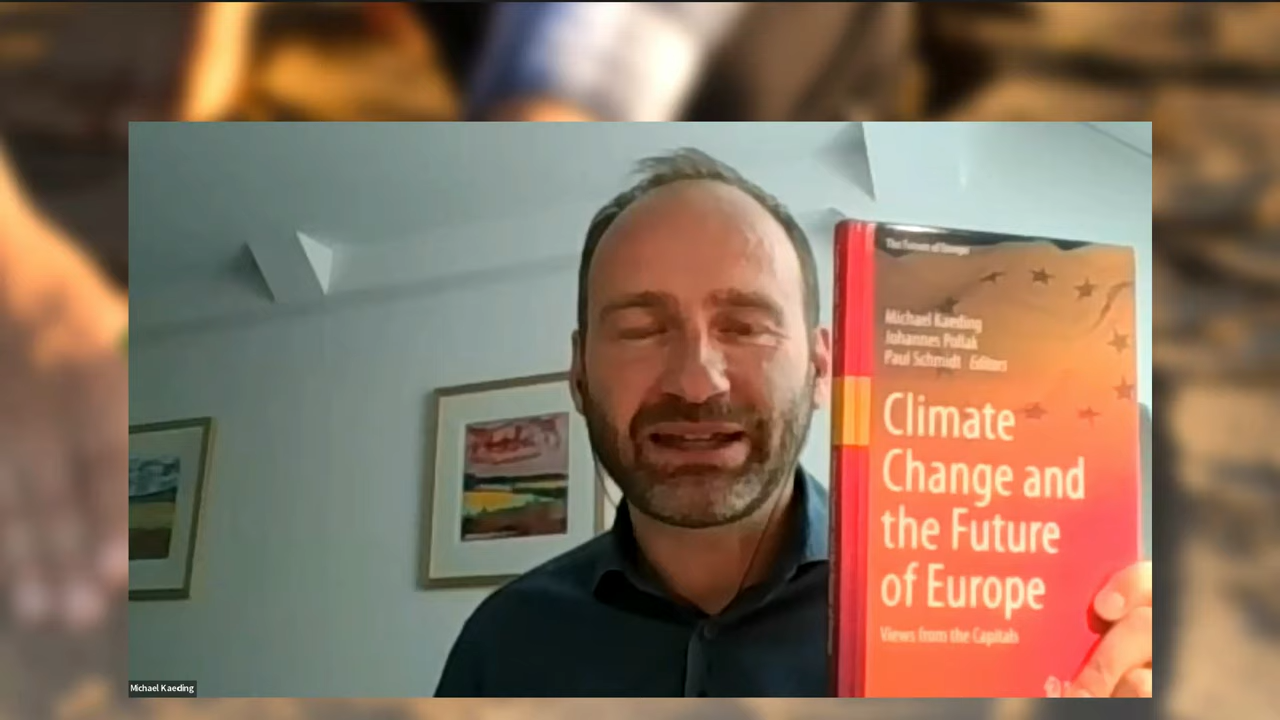 The Future of Europe
Michael Kaeding
Johannes Pollak
Paul Schmidt Editors
Climate
Change and
the Future
of Europe
Views from the Capitals
Michael Kaeding